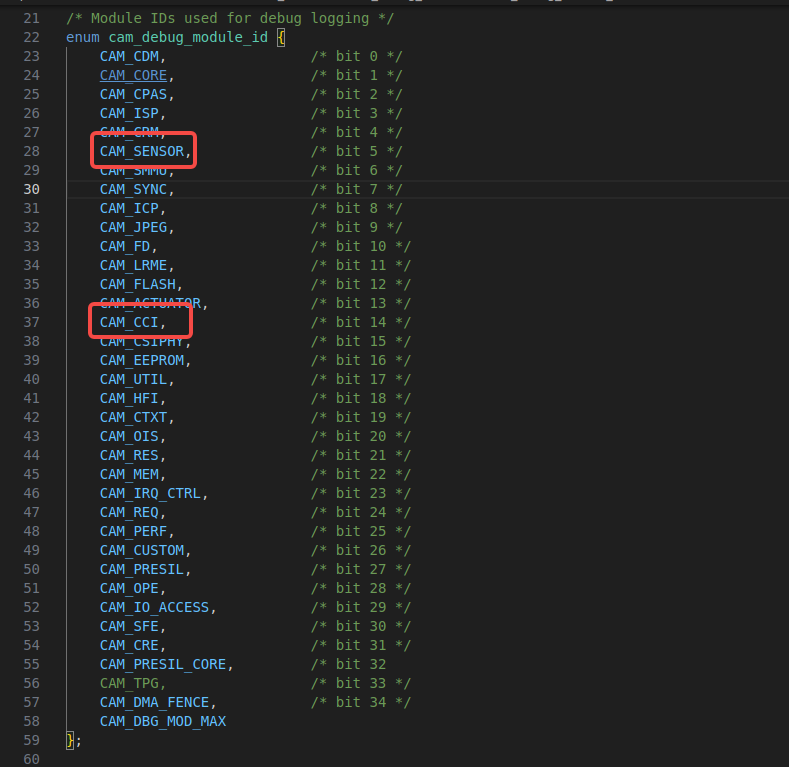 21 /* Module IDs used for debug logging */
22 enum cam_debug_module_id {
23 CAM_CDM, /* bit 0 */
24 CAM_CORE, /* bit 1 */
25 CAM_CPAS, /* bit 2 */
26 CAM_ISP, /* bit 3 */
27 CAM_CRM, /* bit 4 */
28 CAM_SENSOR, /* bit 5 */
29 CAM_SMMU, /* bit 6 */
30 CAM_SYNC, /* bit 7 */
31 CAM_ICP, /* bit 8 */
32 CAM_JPEG, /* bit 9 */
33 CAM_FD, /* bit 10 */
34 CAM_LRME, /* bit 11 */
35 CAM_FLASH, /* bit 12 */
36 CAM_ACTUATOR, /* bit 13 */
37 CAM_CCI, /* bit 14 */
38 CAM_CSIPHY, /* bit 15 */
39 CAM_EEPROM, /* bit 16 */
40 CAM_UTIL, /* bit 17 */
41 CAM_HFI, /* bit 18 */
42 CAM_CTXT, /* bit 19 */
43 CAM_OIS, /* bit 20 */
44 CAM_RES, /* bit 21 */
45 CAM_MEM, /* bit 22 */
46 CAM_IRQ_CTRL, /* bit 23 */
47 CAM_REQ, /* bit 24 */
48 CAM_PERF, /* bit 25 */
49 CAM_CUSTOM, /* bit 26 */
50 CAM_PRESIL, /* bit 27 */
51 CAM_OPE, /* bit 28 */
52 CAM_IO_ACCESS, /* bit 29 */
53 CAM_SFE, /* bit 30 */
54 CAM_CRE, /* bit 31 */
55 CAM_PRESIL_CORE, /* bit 32
56 CAM_TPG, /* bit 33 */
57 CAM_DMA_FENCE, /* bit 34 */
58 CAM_DBG_MOD_MAX
59 };
60